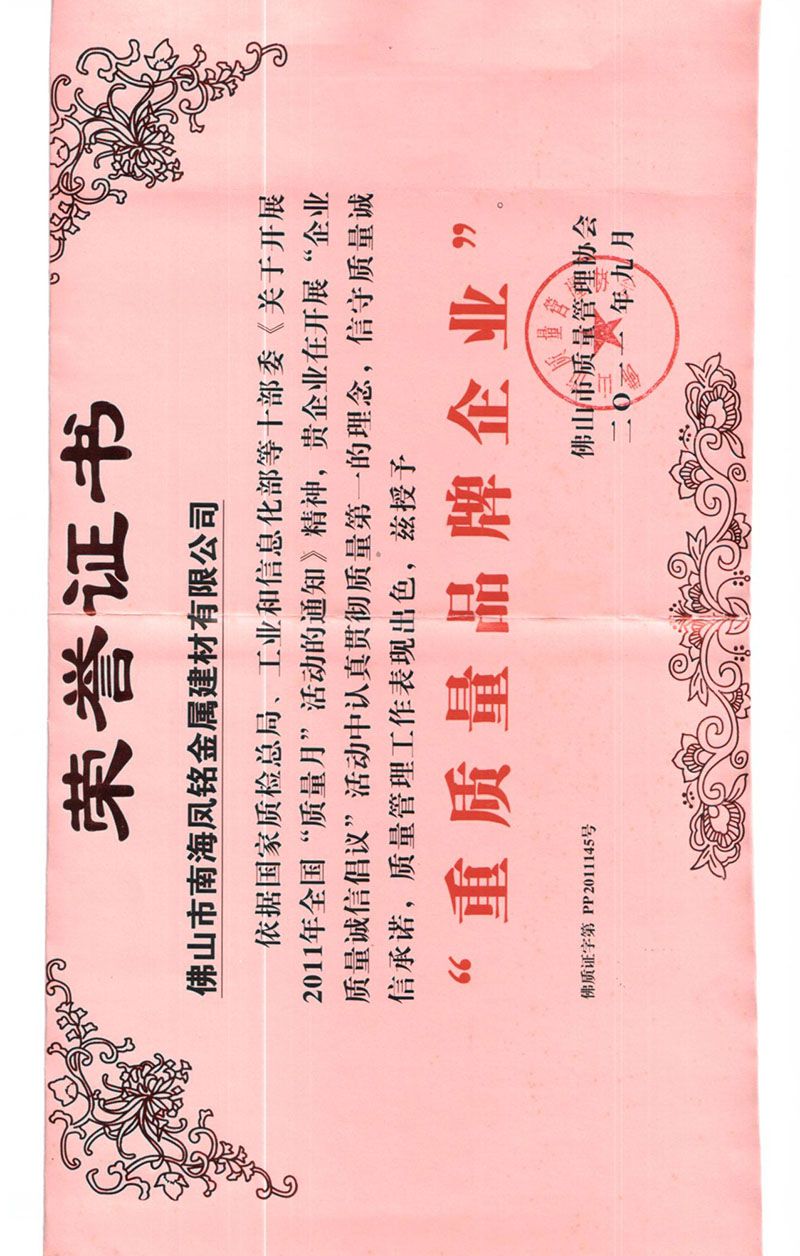 荣誉证书
佛山市南海凤铭金属建材有限公司
依据国家质检总局、工业和信息化部等十部委《关于开展
2011年全国“质量月”活动的通知》精神，贵企业在开展“企业
质量诚信倡议”活动中认真贯彻质量第一的理念，信守质量诚
信承诺，质量管理工作表现出色，兹授予
“重质量品牌企业”。
佛山市质量管理协会
佛质证字第 PP2011145号
二〇一一年九月